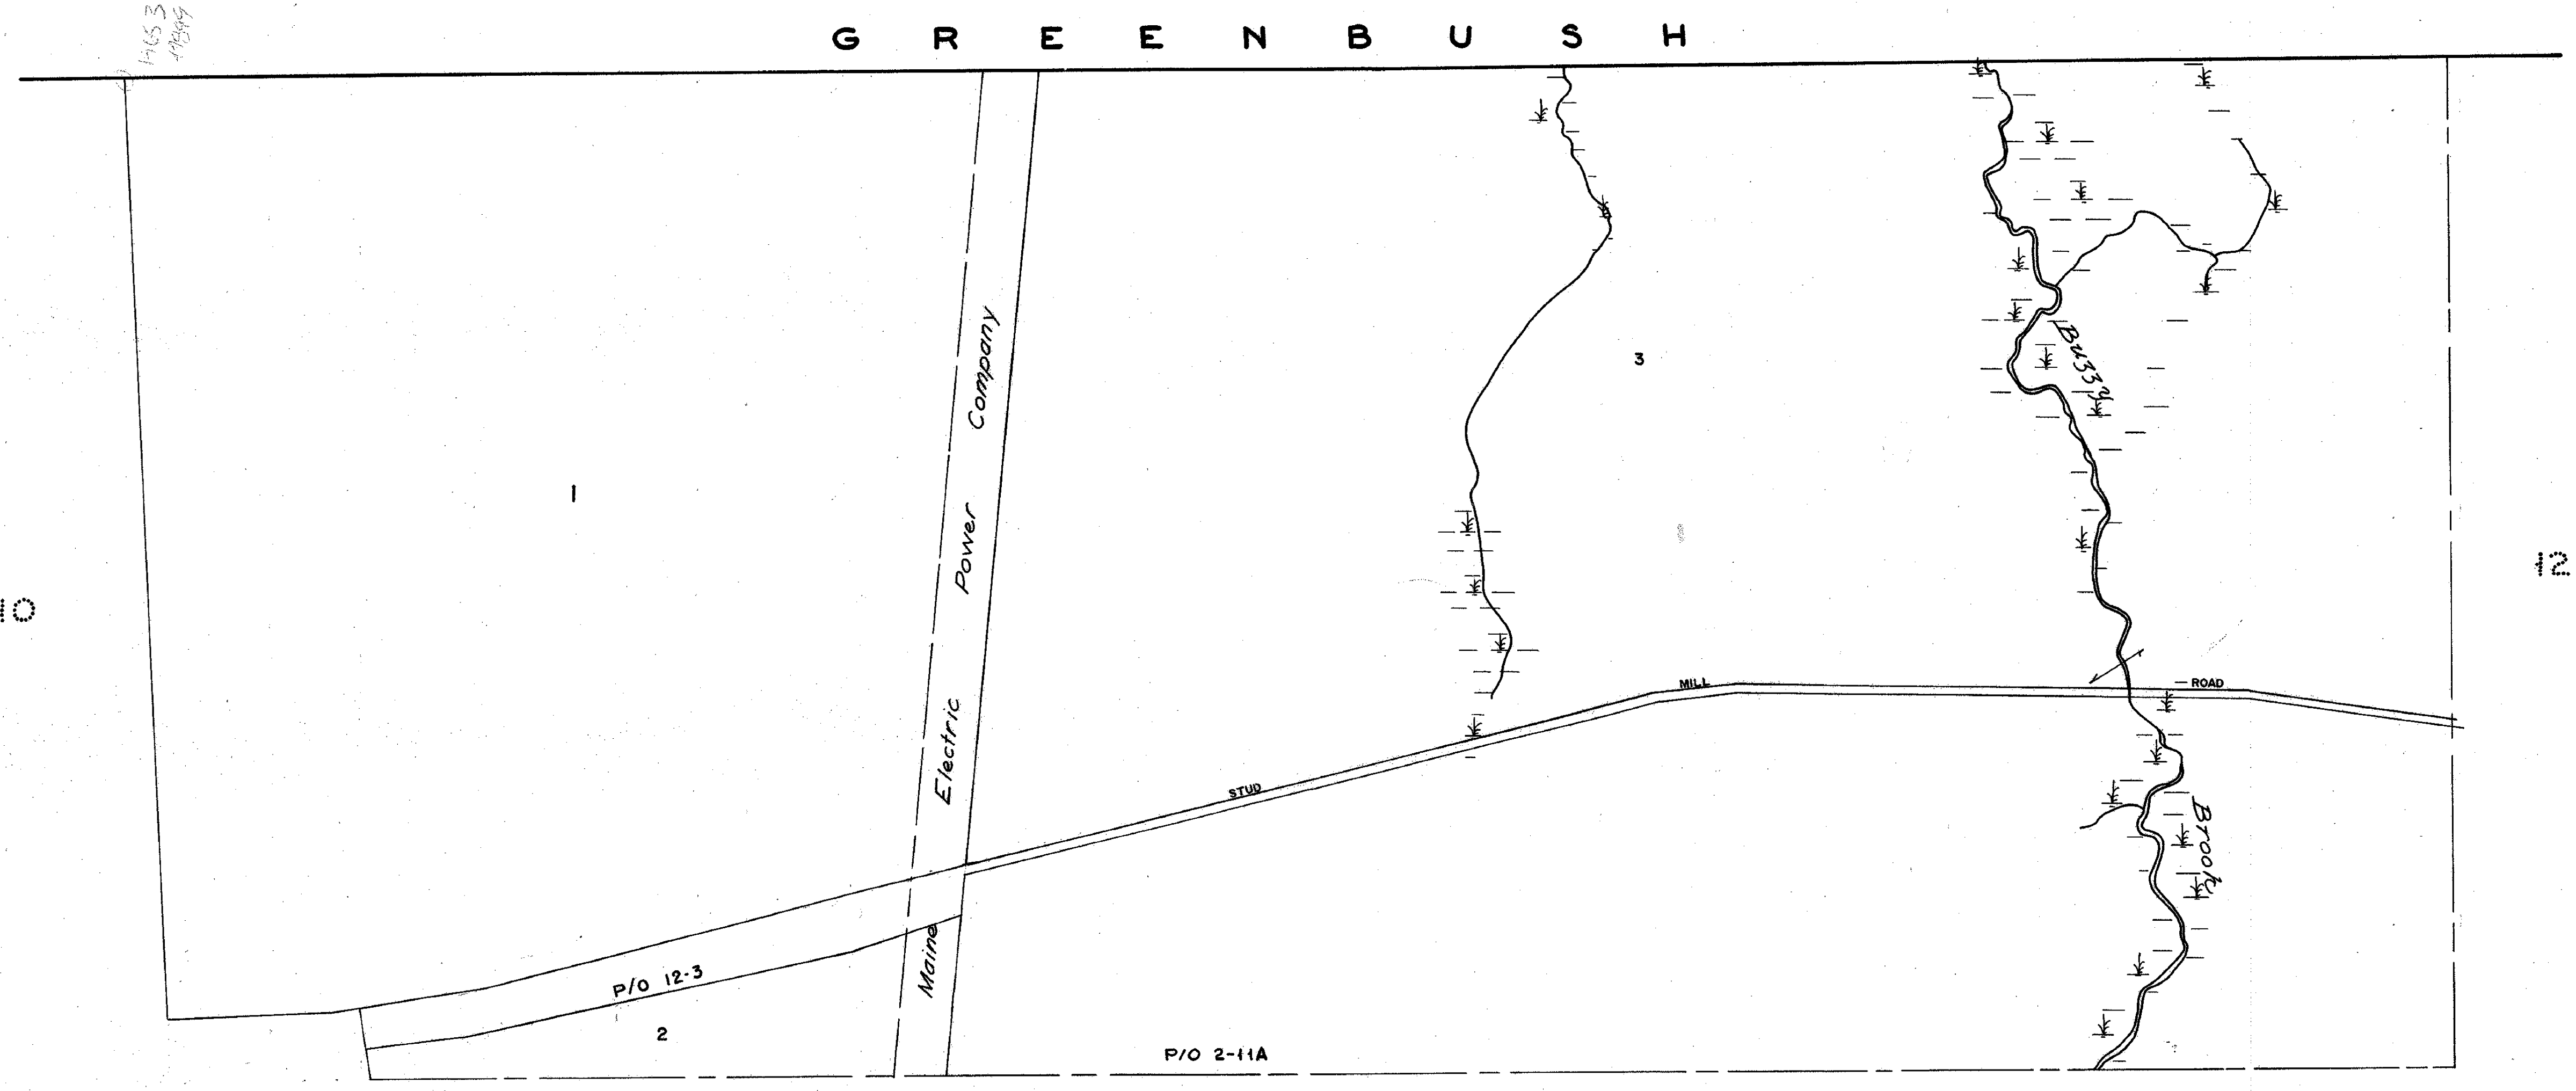 G R E E N B U S H
1
3
10
12
Maine Electric Power Company
Buzzy
Brook
STUD
MILL
ROAD
P/O 12-3
2
P/O 2-11A